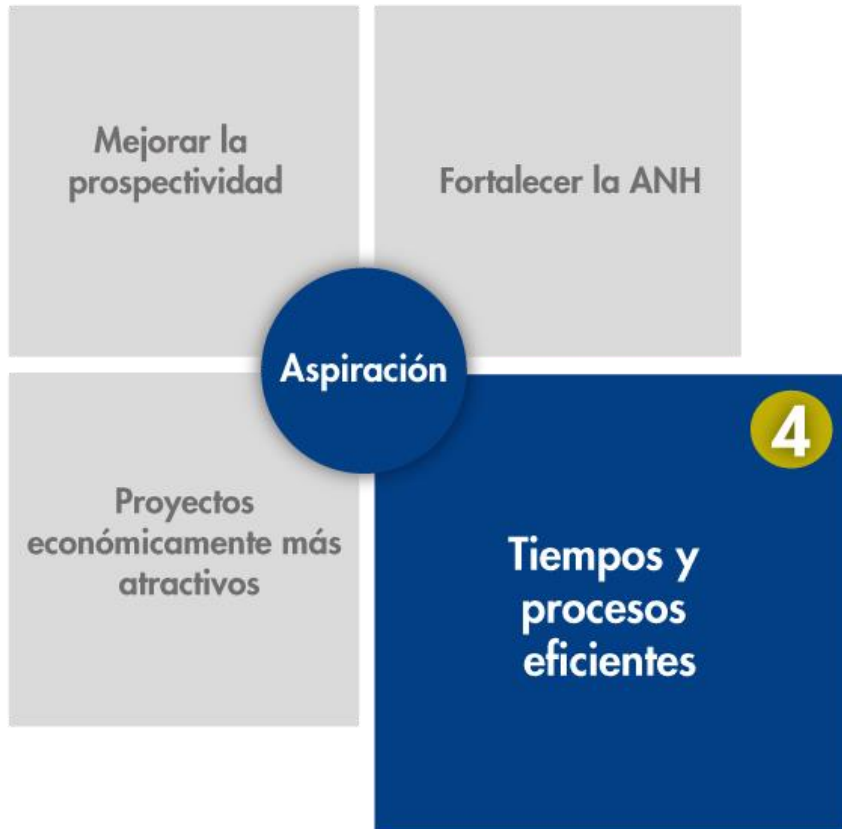 Mejorar la
prospectividad
Fortalecer la ANH
Aspiración
Proyectos
económicamente más
atractivos
4
Tiempos y
procesos
eficientes